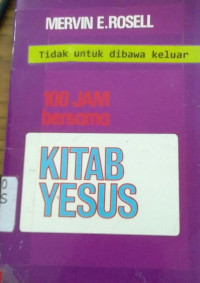 MERVIN E.ROSELL
Tidak untuk dibawa keluar
100 JAM
bersama
KITAB
YESUS
S